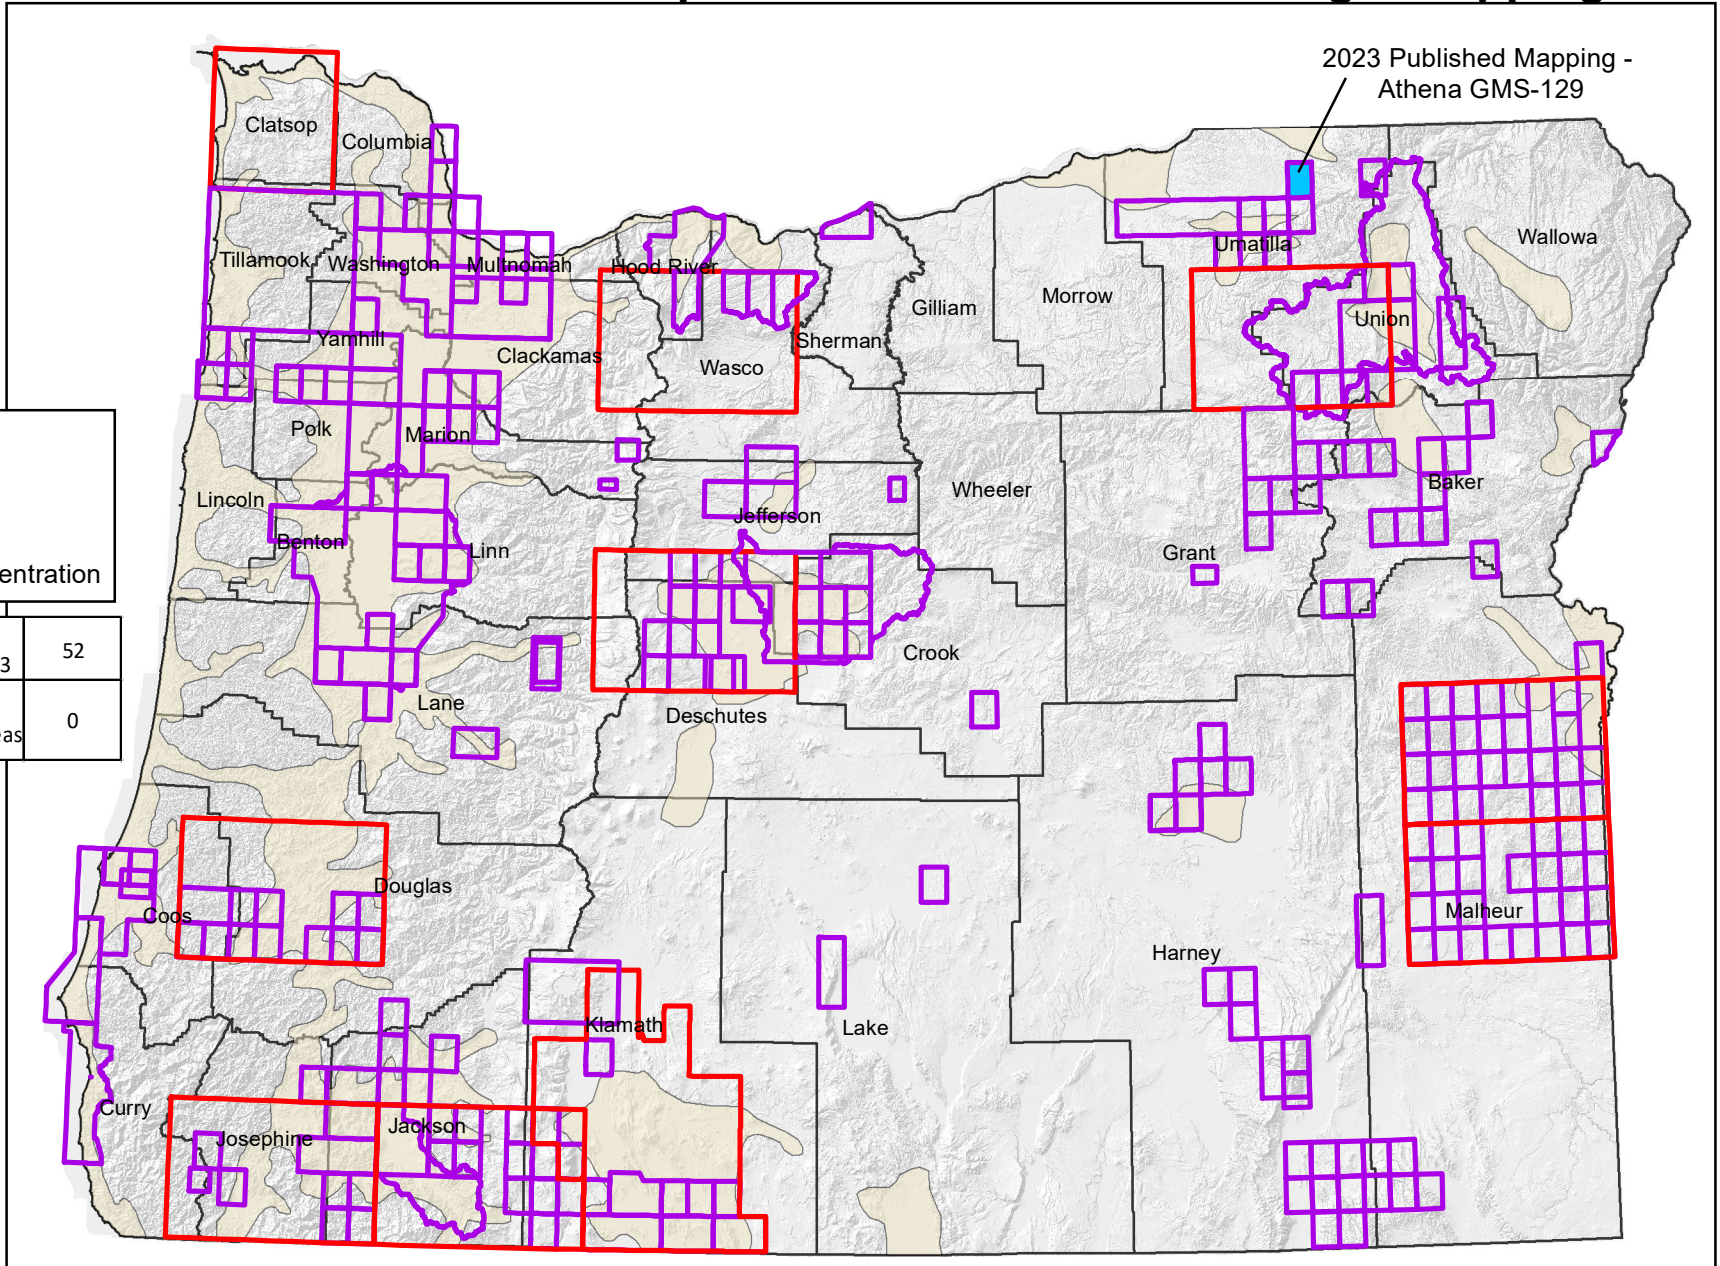 2023 Published Mapping -
Athena GMS-129
Clatsop
Columbia
Tillamook
Washington
Multnomah
Hood River
Umatilla
Wallowa
Gilliam
Morrow
Union
Yamhill
Clackamas
Sherman
Wasco
Polk
Marion
Lincoln
Wheeler
Baker
Jefferson
Benton
Linn
Grant
entration
3
52
Crook
Lane
Deschutes
eas
0
Douglas
Coos
Malheur
Harney
Klamath
Lake
Curry
Josephine
Jackson